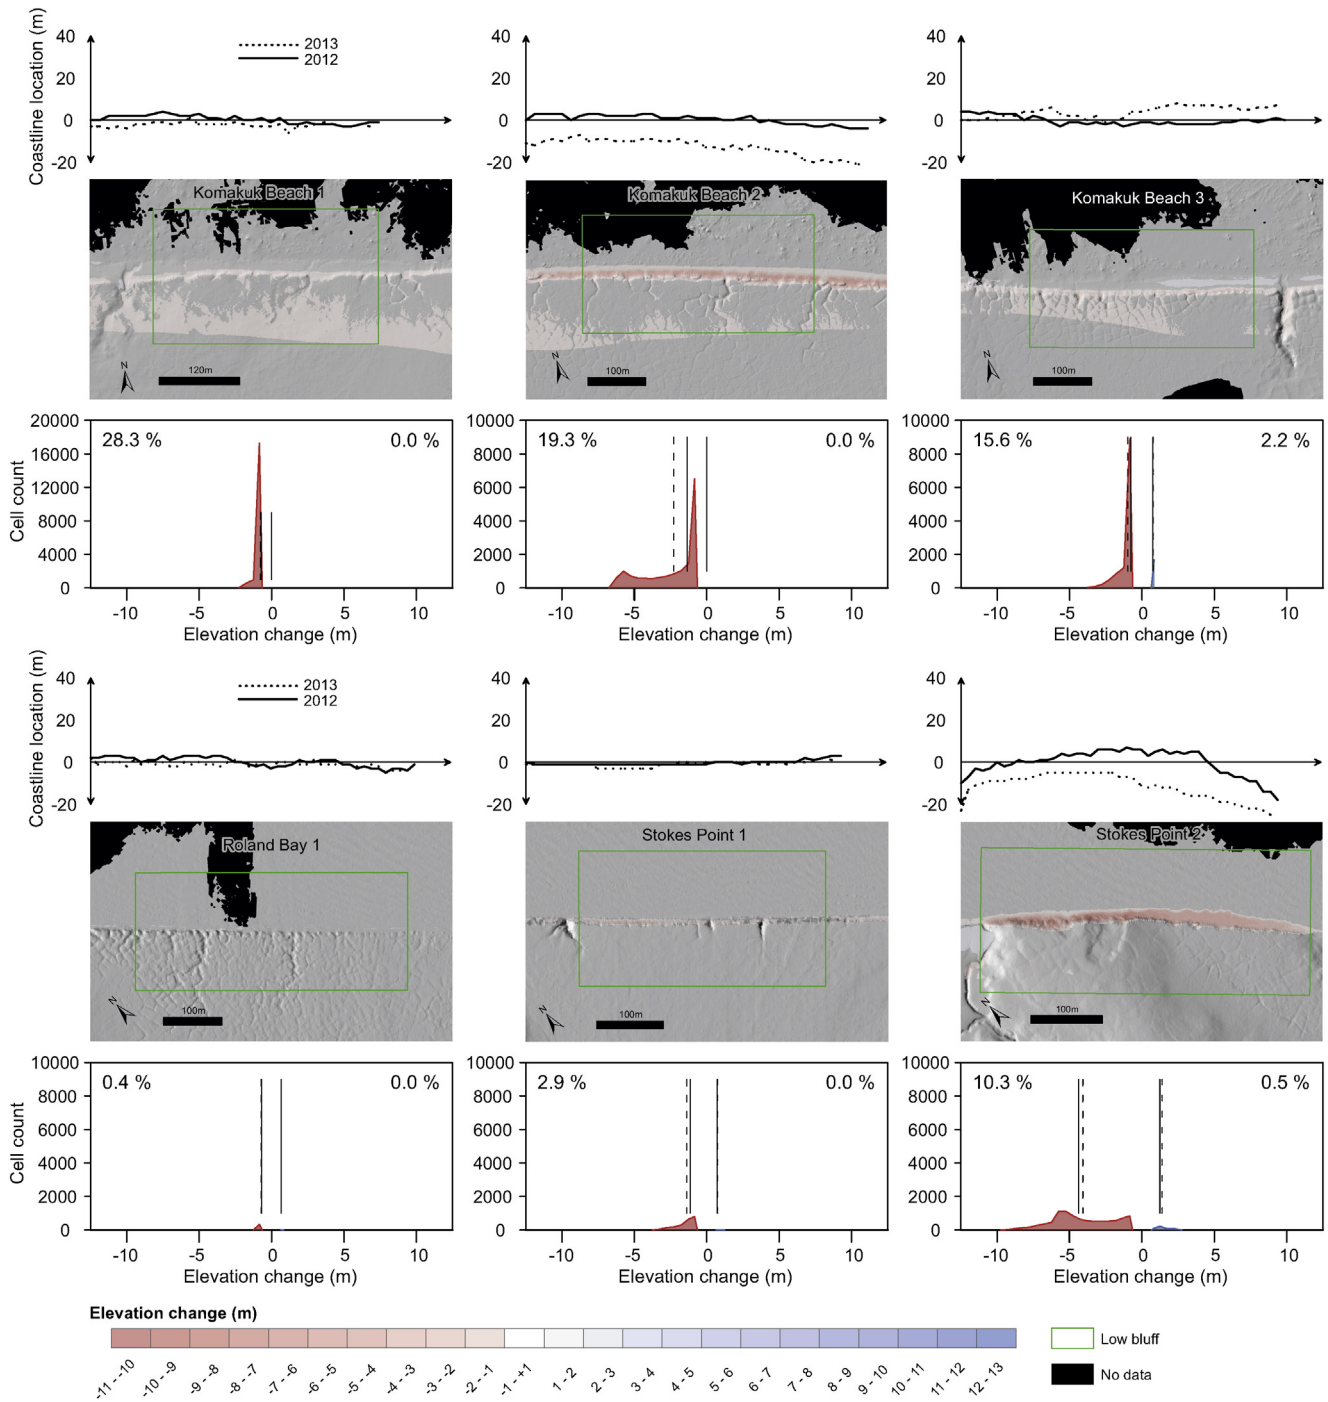 Coastline location (m)
40
20
0
-20
2013
2012
40
20
0
-20
40
20
0
-20
Komakuk Beach 1
N
120m
Komakuk Beach 2
N
100m
Komakuk Beach 3
N
100m
Cell count
20000
16000
12000
8000
4000
0
28.3 %
0.0 %
-10 -5 0 5 10
Elevation change (m)
10000
8000
6000
4000
2000
0
19.3 %
0.0 %
-10 -5 0 5 10
Elevation change (m)
10000
8000
6000
4000
2000
0
15.6 %
2.2 %
-10 -5 0 5 10
Elevation change (m)
Coastline location (m)
40
20
0
-20
2013
2012
40
20
0
-20
40
20
0
-20
Roland Bay 1
N
100m
Stokes Point 1
N
100m
Stokes Point 2
N
100m
Cell count
10000
8000
6000
4000
2000
0
0.4 %
0.0 %
-10 -5 0 5 10
Elevation change (m)
10000
8000
6000
4000
2000
0
2.9 %
0.0 %
-10 -5 0 5 10
Elevation change (m)
10000
8000
6000
4000
2000
0
10.3 %
0.5 %
-10 -5 0 5 10
Elevation change (m)
Elevation change (m)
-11 - -10
-10 - -9
-9 - -8
-8 - -7
-7 - -6
-6 - -5
-5 - -4
-4 - -3
-3 - -2
-2 - -1
-1 - +1
1 - 2
2 - 3
3 - 4
4 - 5
5 - 6
6 - 7
7 - 8
8 - 9
9 - 10
10 - 11
11 - 12
12 - 13
Low bluff
No data